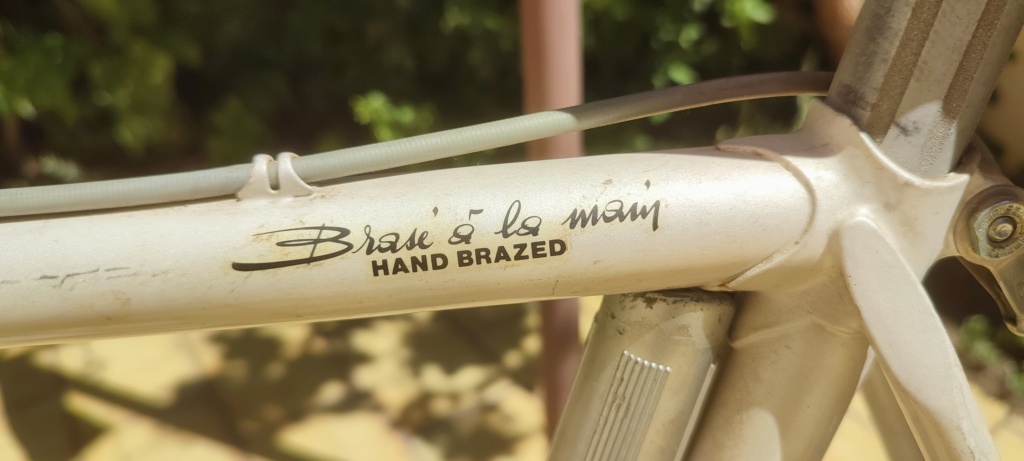 Brasé à la main
HAND BRAZED